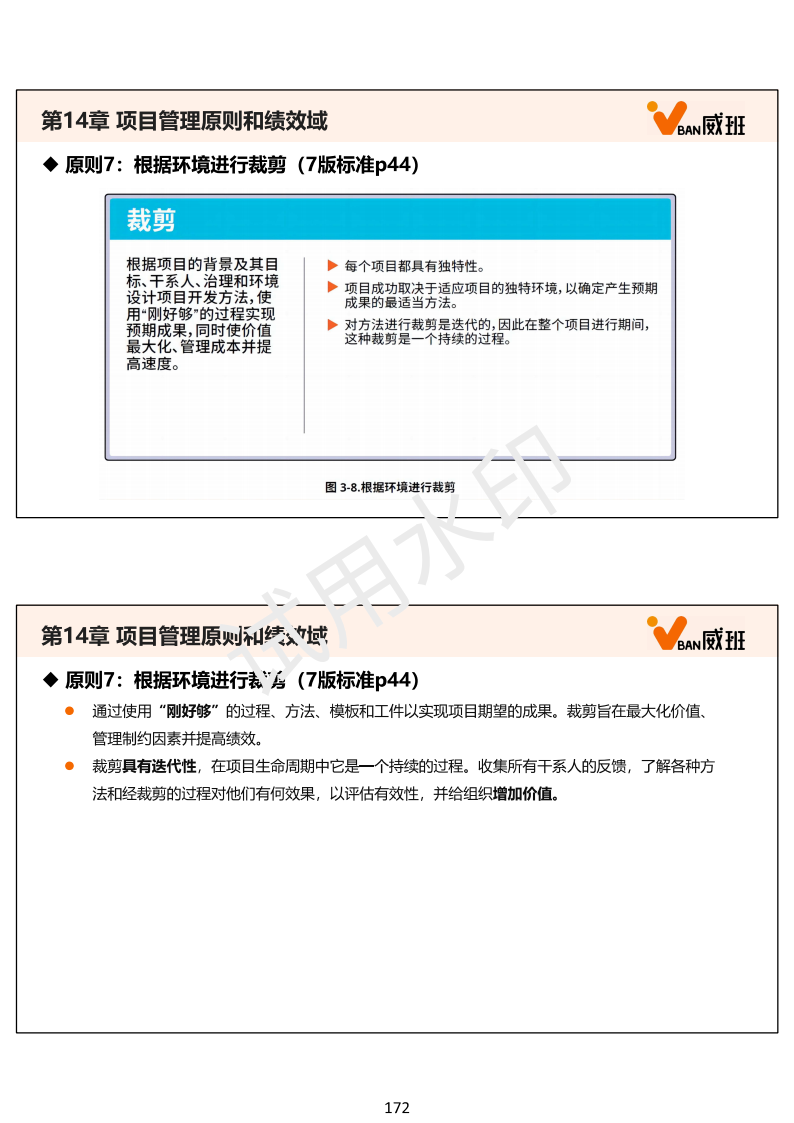 第14章 项目管理原则和绩效域
BAN威班
◆ 原则7：根据环境进行裁剪（7版标准p44）
裁剪
根据项目的背景及其目
标、干系人、治理和环境
设计项目开发方法，使
用“刚好够”的过程实现
预期成果，同时使价值
最大化、管理成本并提
高速度。
每个项目都具有独特性。
项目成功取决于适应项目的独特环境，以确定产生预期
成果的最适当方法。
对方法进行裁剪是迭代的，因此在整个项目进行期间，
这种裁剪是一个持续的过程。
图 3-8.根据环境进行裁剪
试用水印
第14章 项目管理原则和绩效域
BAN威班
◆ 原则7：根据环境进行裁剪（7版标准p44）
● 通过使用“刚好够”的过程、方法、模板和工件以实现项目期望的成果。裁剪旨在最大化价值、
管理制约因素并提高绩效。
● 裁剪具有迭代性，在项目生命周期中它是一个持续的过程。收集所有干系人的反馈，了解各种方
法和经裁剪的过程对他们有何效果，以评估有效性，并给组织增加价值。
172